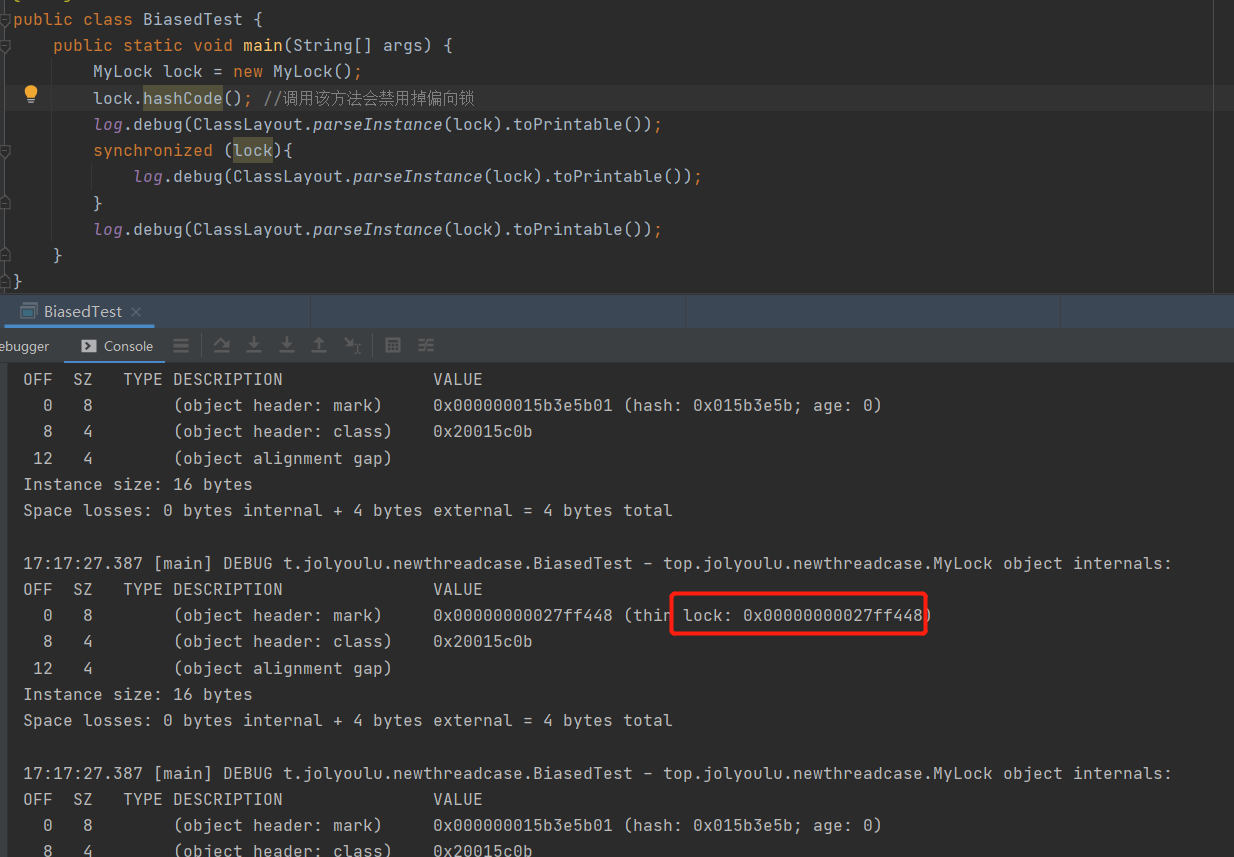 public class BiasedTest {
public static void main(String[] args) {
MyLock lock = new MyLock();
lock.hashCode(); //调用该方法会禁用掉偏向锁
log.debug(ClassLayout.parseInstance(lock).toPrintable());
synchronized (lock){
log.debug(ClassLayout.parseInstance(lock).toPrintable());
}
log.debug(ClassLayout.parseInstance(lock).toPrintable());
}
}
BiasedTest
ebugger Console
OFF SZ TYPE DESCRIPTION VALUE
0 8 (object header: mark) 0x000000015b3e5b01 (hash: 0x015b3e5b; age: 0)
8 4 (object header: class) 0x20015c0b
12 4 (object alignment gap)
Instance size: 16 bytes
Space losses: 0 bytes internal + 4 bytes external = 4 bytes total
17:17:27.387 [main] DEBUG t.jolyoulu.newthreadcase.BiasedTest - top.jolyoulu.newthreadcase.MyLock object internals:
OFF SZ TYPE DESCRIPTION VALUE
0 8 (object header: mark) 0x00000000027ff448 (thin lock: 0x00000000027ff448)
8 4 (object header: class) 0x20015c0b
12 4 (object alignment gap)
Instance size: 16 bytes
Space losses: 0 bytes internal + 4 bytes external = 4 bytes total
17:17:27.387 [main] DEBUG t.jolyoulu.newthreadcase.BiasedTest - top.jolyoulu.newthreadcase.MyLock object internals:
OFF SZ TYPE DESCRIPTION VALUE
0 8 (object header: mark) 0x000000015b3e5b01 (hash: 0x015b3e5b; age: 0)
8 4 (object header: class) 0x20015c0b